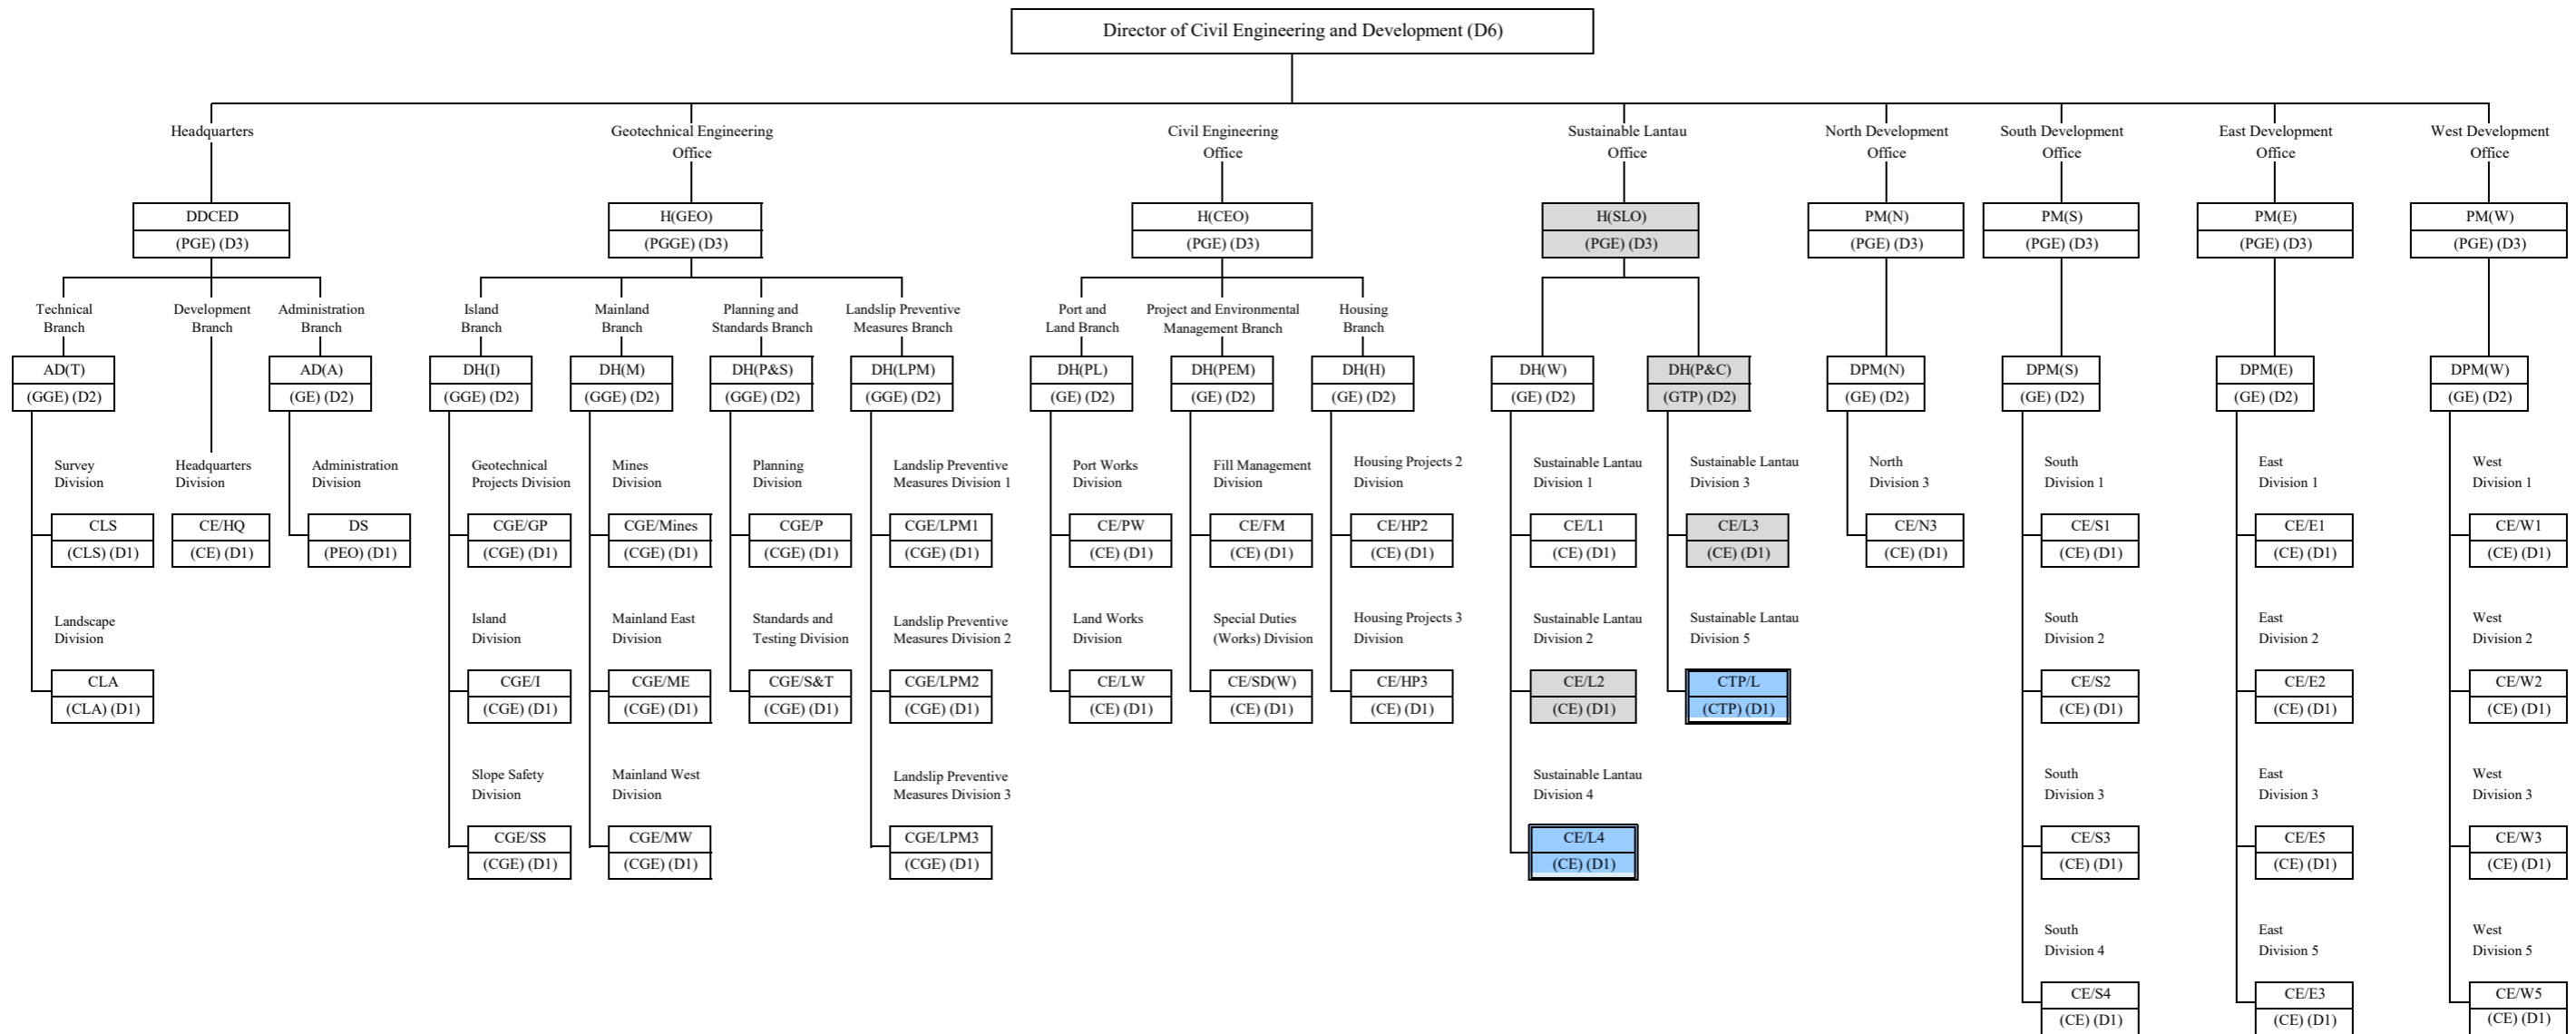 Director of Civil Engineering and Development (D6)
Headquarters
Geotechnical Engineering
Office
Civil Engineering
Office
Sustainable Lantau
Office
North Development
Office
South Development
Office
East Development
Office
West Development
Office
DDCED
(PGE) (D3)
H(GEO)
(PGGE) (D3)
H(CEO)
(PGE) (D3)
H(SLO)
(PGE) (D3)
PM(N)
(PGE) (D3)
PM(S)
(PGE) (D3)
PM(E)
(PGE) (D3)
PM(W)
(PGE) (D3)
Technical
Branch
Development
Branch
Administration
Branch
Island
Branch
Mainland
Branch
Planning and
Standards Branch
Landslip Preventive
Measures Branch
Port and
Land Branch
Project and Environmental
Management Branch
Housing
Branch
AD(T)
(GGE) (D2)
AD(A)
(GE) (D2)
DH(I)
(GGE) (D2)
DH(M)
(GGE) (D2)
DH(P&S)
(GGE) (D2)
DH(LPM)
(GGE) (D2)
DH(PL)
(GE) (D2)
DH(PEM)
(GE) (D2)
DH(H)
(GE) (D2)
DH(W)
(GE) (D2)
DH(P&C)
(GTP) (D2)
DPM(N)
(GE) (D2)
DPM(S)
(GE) (D2)
DPM(E)
(GE) (D2)
DPM(W)
(GE) (D2)
Survey
Division
Headquarters
Division
Administration
Division
Geotechnical
Projects Division
Mines
Division
Planning
Division
Landslip Preventive
Measures Division 1
Port Works
Division
Fill Management
Division
Housing Projects 2
Division
Sustainable Lantau
Division 1
Sustainable Lantau
Division 3
North
Division 3
South
Division 1
East
Division 1
West
Division 1
CLS
(CLS) (D1)
CE/HQ
(CE) (D1)
DS
(PEO) (D1)
CGE/GP
(CGE) (D1)
CGE/Mines
(CGE) (D1)
CGE/P
(CGE) (D1)
CGE/LPM1
(CGE) (D1)
CE/PW
(CE) (D1)
CE/FM
(CE) (D1)
CE/HP2
(CE) (D1)
CE/L1
(CE) (D1)
CE/L3
(CE) (D1)
CE/N3
(CE) (D1)
CE/S1
(CE) (D1)
CE/E1
(CE) (D1)
CE/W1
(CE) (D1)
Landscape
Division
Island
Division
Mainland East
Division
Standards and
Testing Division
Landslip Preventive
Measures Division 2
Land Works
Division
Special Duties
(Works) Division
Housing Projects 3
Division
Sustainable Lantau
Division 2
Sustainable Lantau
Division 5
South
Division 2
East
Division 2
West
Division 2
CLA
(CLA) (D1)
CGE/I
(CGE) (D1)
CGE/ME
(CGE) (D1)
CGE/S&T
(CGE) (D1)
CGE/LPM2
(CGE) (D1)
CE/LW
(CE) (D1)
CE/SD(W)
(CE) (D1)
CE/HP3
(CE) (D1)
CE/L2
(CE) (D1)
CTP/L
(CTP) (D1)
CE/S2
(CE) (D1)
CE/E2
(CE) (D1)
CE/W2
(CE) (D1)
Slope Safety
Division
Mainland West
Division
Landslip Preventive
Measures Division 3
Sustainable Lantau
Division 4
South
Division 3
East
Division 3
West
Division 3
CGE/SS
(CGE) (D1)
CGE/MW
(CGE) (D1)
CGE/LPM3
(CGE) (D1)
CE/L4
(CE) (D1)
CE/S3
(CE) (D1)
CE/E5
(CE) (D1)
CE/W3
(CE) (D1)
South
Division 4
East
Division 5
West
Division 5
CE/S4
(CE) (D1)
CE/E3
(CE) (D1)
CE/W5
(CE) (D1)